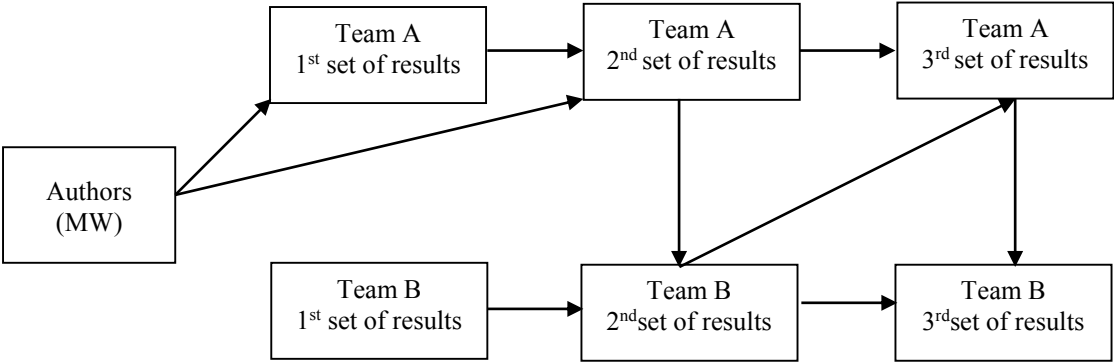 Team A
1st set of results
Team A
2nd set of results
Team A
3rd set of results
Authors
(MW)
Team B
1st set of results
Team B
2ndset of results
Team B
3rdset of results